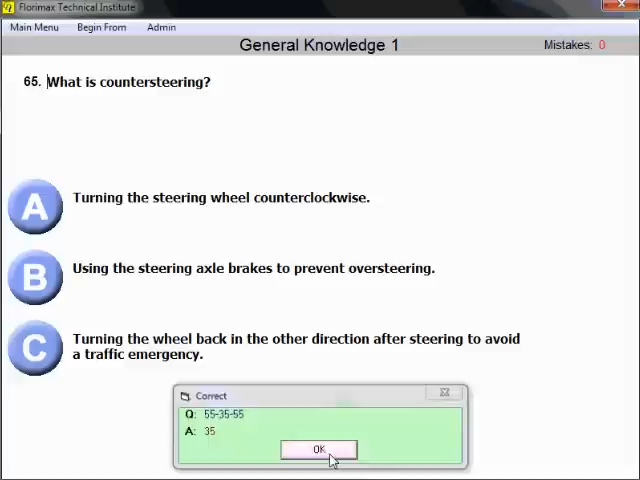 Florimax Technical Institute
Main Menu Begin From Admin
General Knowledge 1 Mistakes: 0
65. What is countersteering?
A Turning the steering wheel counterclockwise.
B Using the steering axle brakes to prevent oversteering.
C Turning the wheel back in the other direction after steering to avoid
a traffic emergency.
Correct
Q: 55-35-55
A: 35
OK